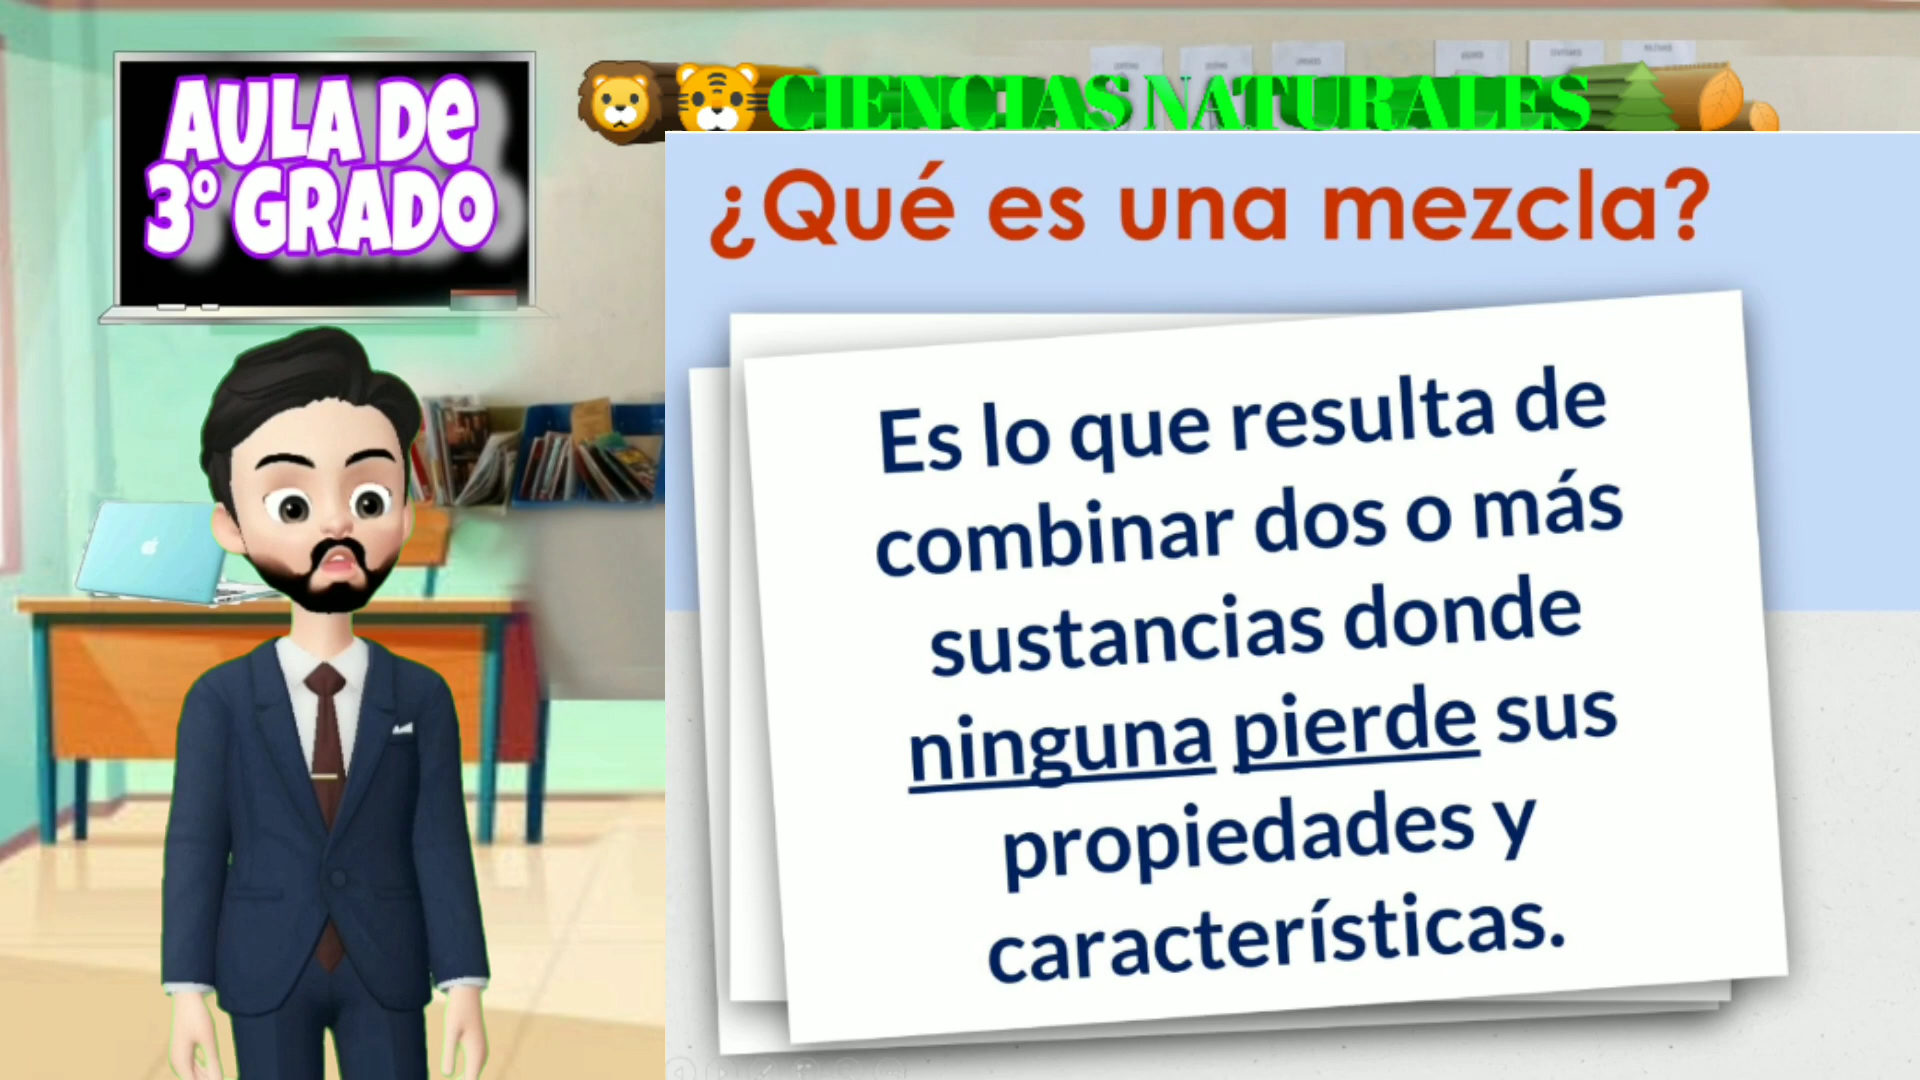 AULA DE
3º GRADO
CIENCIAS NATURALES
¿Qué es una mezcla?
Es lo que resulta de
combinar dos o más
sustancias donde
ninguna pierde sus
propiedades y
características.